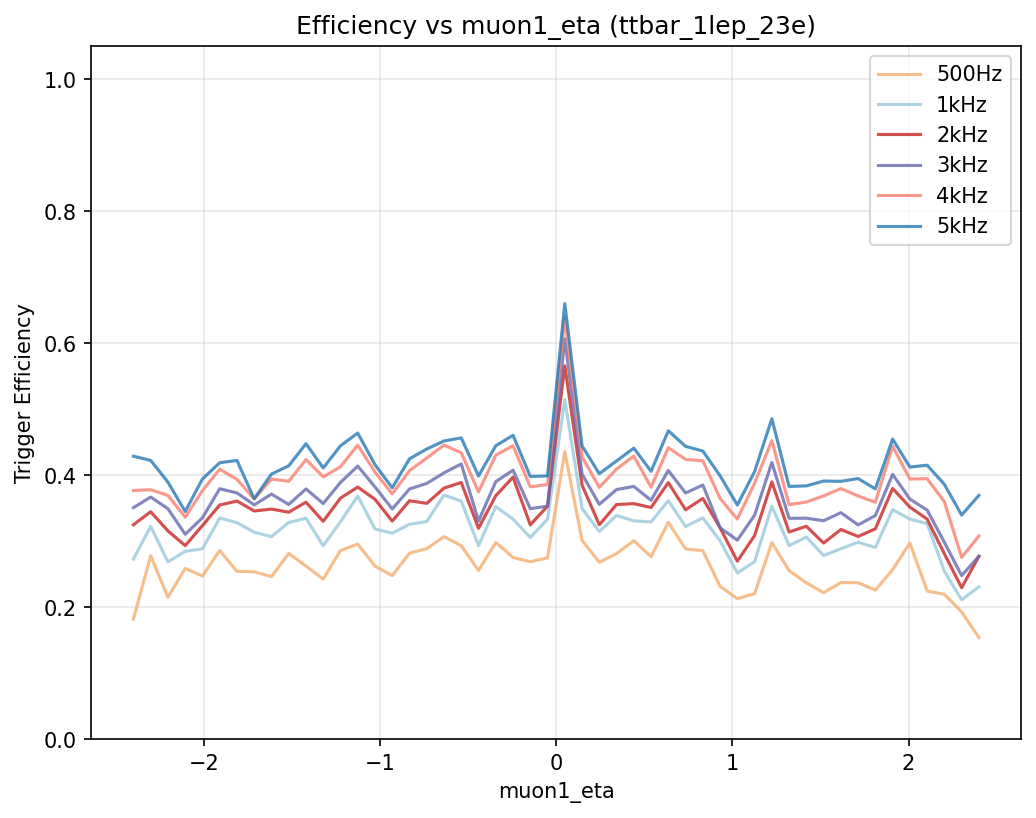 Efficiency vs muon1_eta (ttbar_1lep_23e)
500Hz
1kHz
2kHz
3kHz
4kHz
5kHz
1.0
0.8
0.6
0.4
0.2
0.0
Trigger Efficiency
−2
−1
0
1
2
muon1_eta